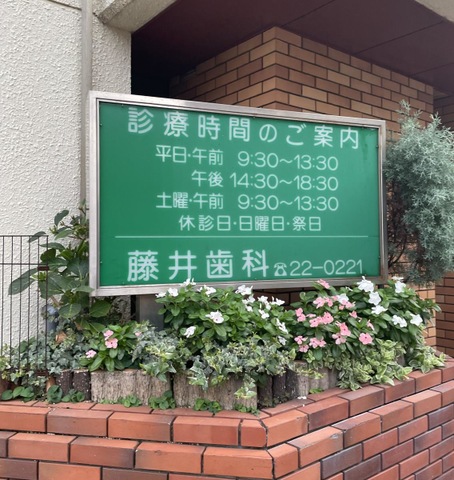 診療時間のご案内
平日・午前 9:30〜13:30
午後 14:30〜18:30
土曜・午前 9:30〜13:30
休診日・日曜日・祭日
藤井歯科 ☎22-0221